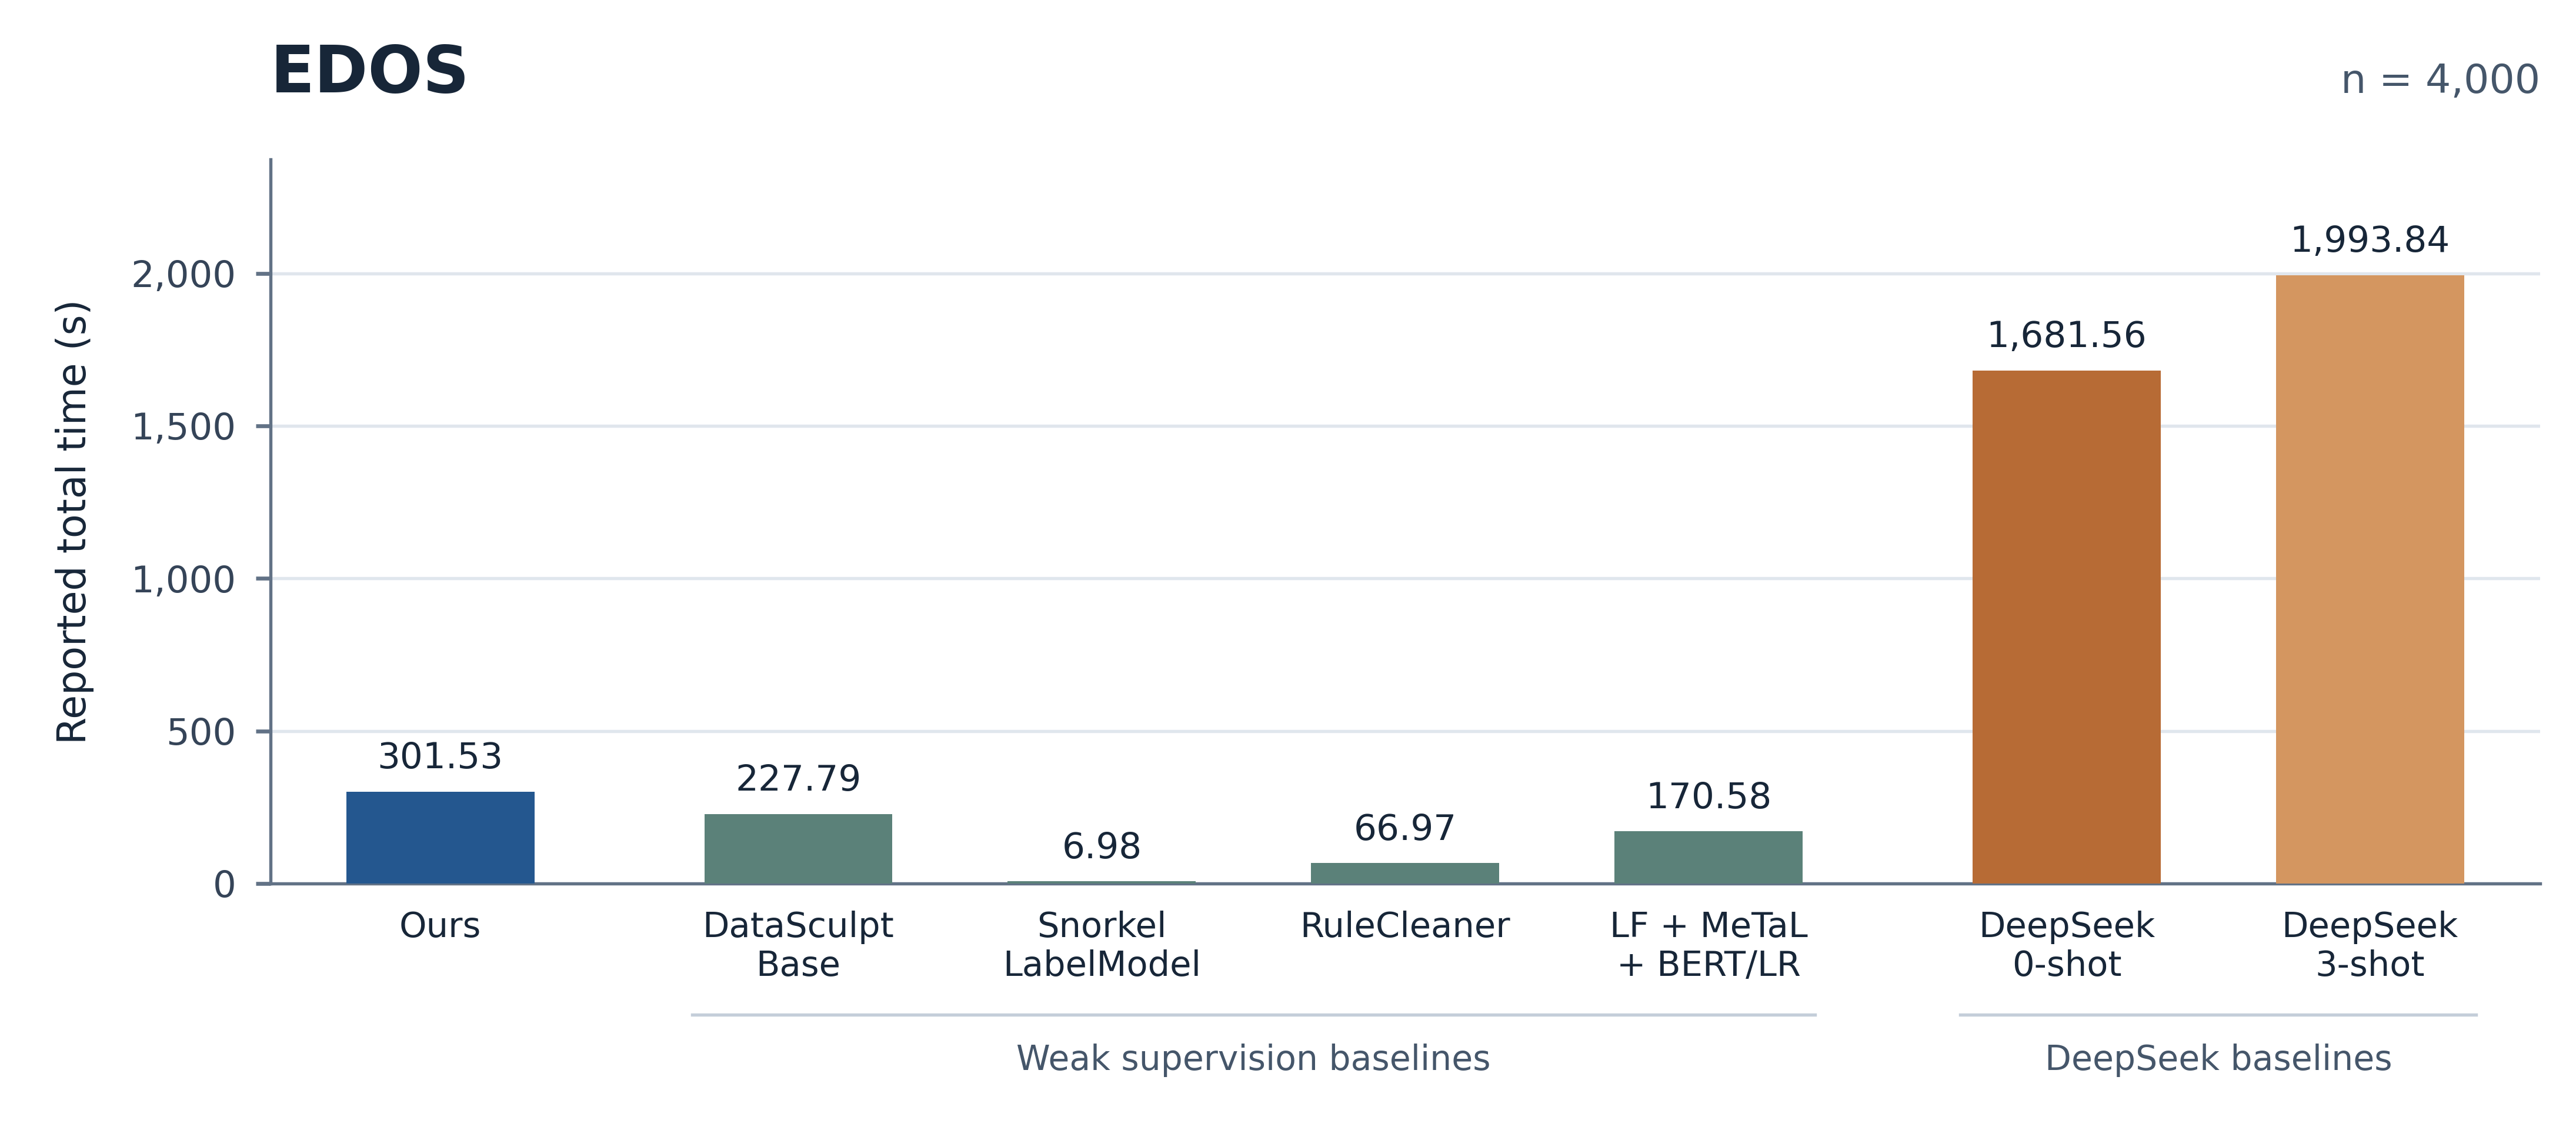 EDOS
n = 4,000
Reported total time (s)
2,000
1,500
1,000
500
0
301.53
227.79
6.98
66.97
170.58
1,681.56
1,993.84
Ours
DataSculpt
Base
Snorkel
LabelModel
RuleCleaner
LF + MeTaL
+ BERT/LR
DeepSeek
0-shot
DeepSeek
3-shot
Weak supervision baselines
DeepSeek baselines